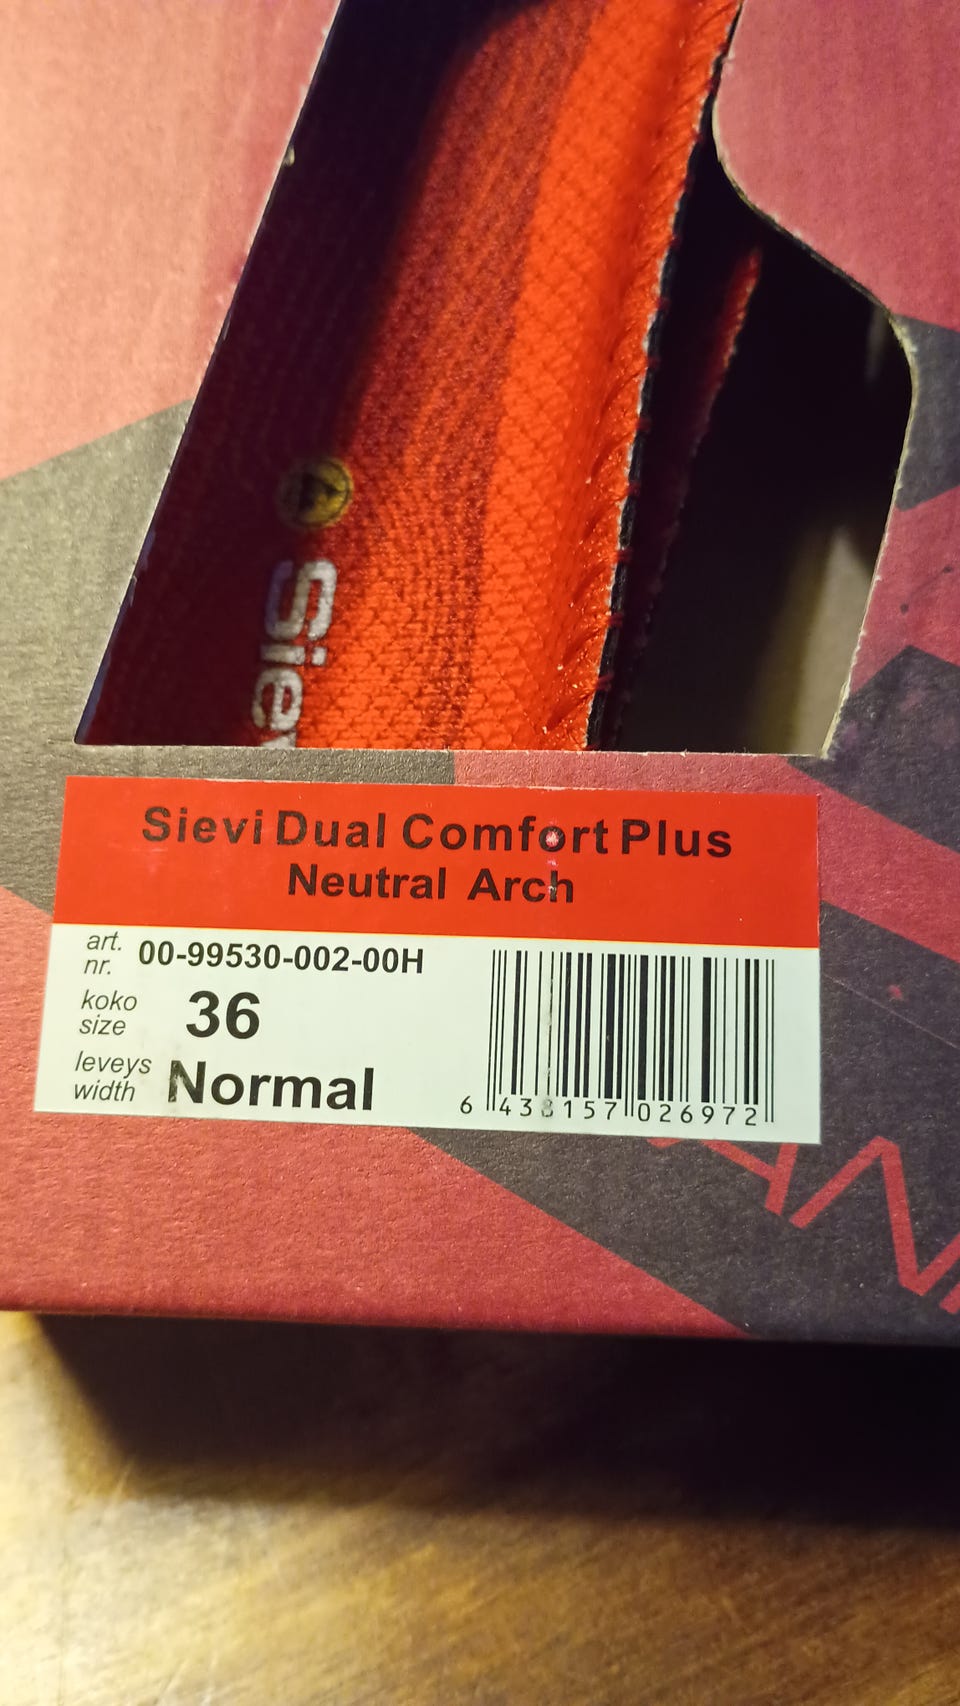 Sievi
Sievi Dual Comfort Plus
Neutral Arch
art. nr. 00-99530-002-00H
koko size 36
leveys width Normal
6 438157 026972